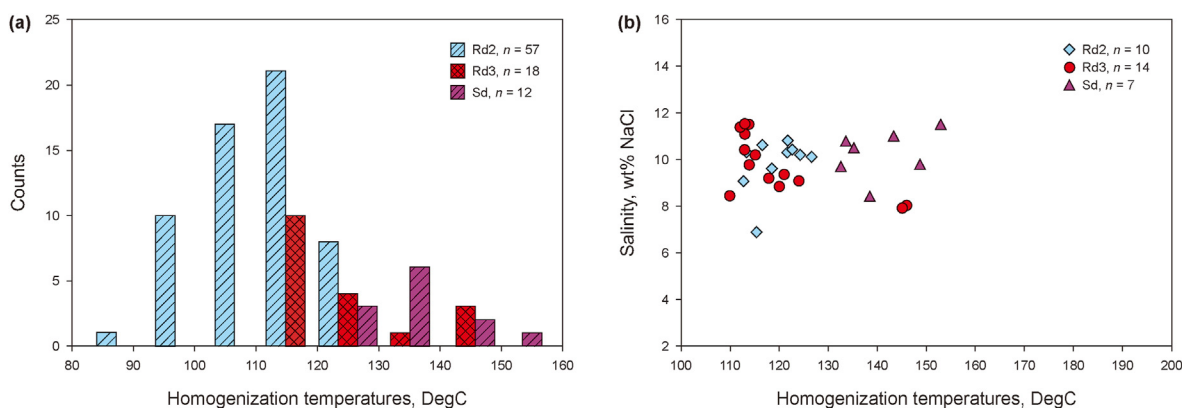 (a)
25
20
15
10
5
0
Counts
Rd2, n = 57
Rd3, n = 18
Sd, n = 12
80 90 100 110 120 130 140 150 160
Homogenization temperatures, DegC
(b)
16
14
12
10
8
6
4
2
Salinity, wt% NaCl
Rd2, n = 10
Rd3, n = 14
Sd, n = 7
100 110 120 130 140 150 160 170 180 190 200
Homogenization temperatures, DegC